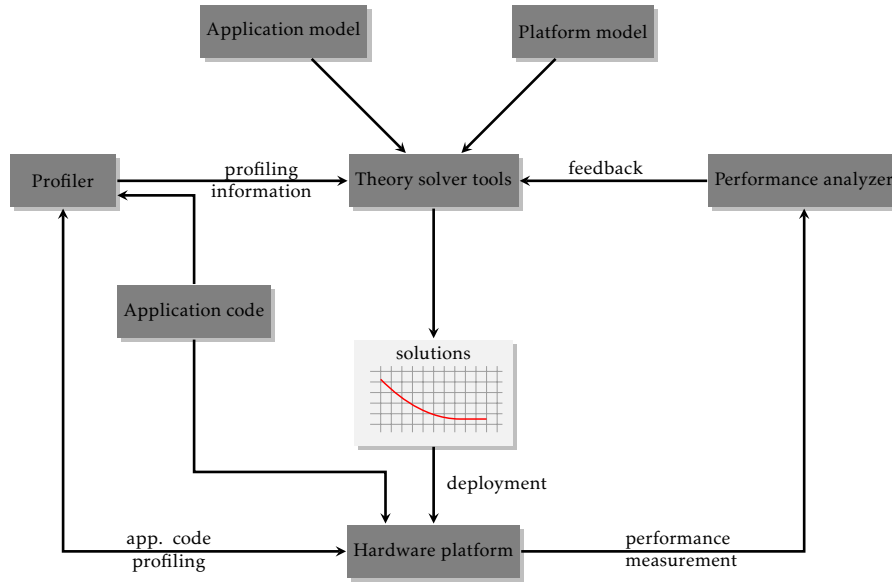 Application model
Platform model
Profiler
profiling
information
Theory solver tools
feedback
Performance analyzer
Application code
solutions
deployment
app. code
profiling
Hardware platform
performance
measurement